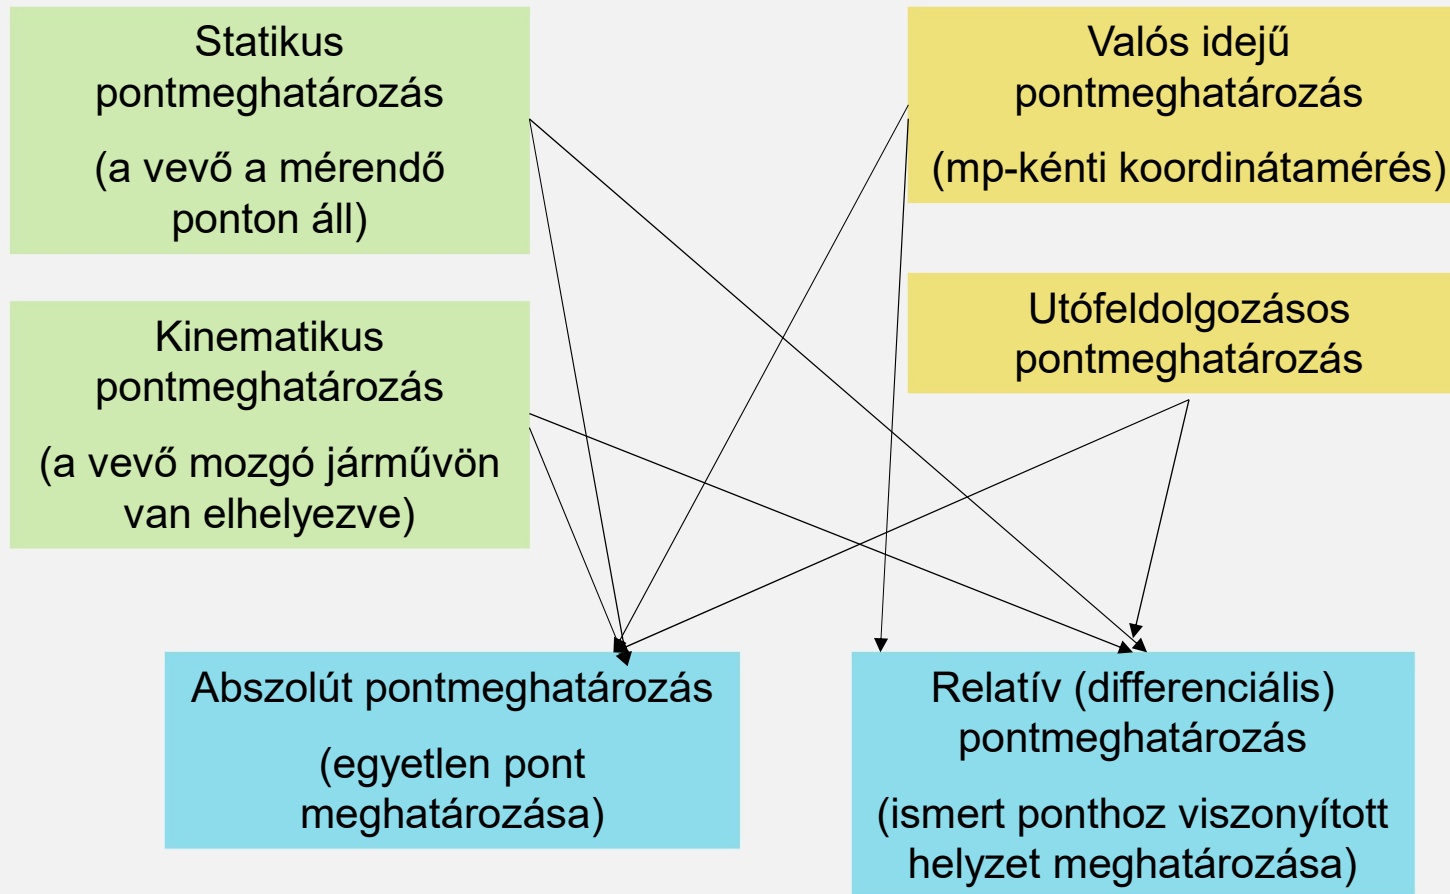 Statikus
pontmeghatározás
(a vevő a mérendő
ponton áll)
Valós idejű
pontmeghatározás
(mp-kénti koordinátamérés)
Kinematikus
pontmeghatározás
(a vevő mozgó járművön
van elhelyezve)
Utófeldolgozásos
pontmeghatározás
Abszolút pontmeghatározás
(egyetlen pont
meghatározása)
Relatív (differenciális)
pontmeghatározás
(ismert ponthoz viszonyított
helyzet meghatározása)